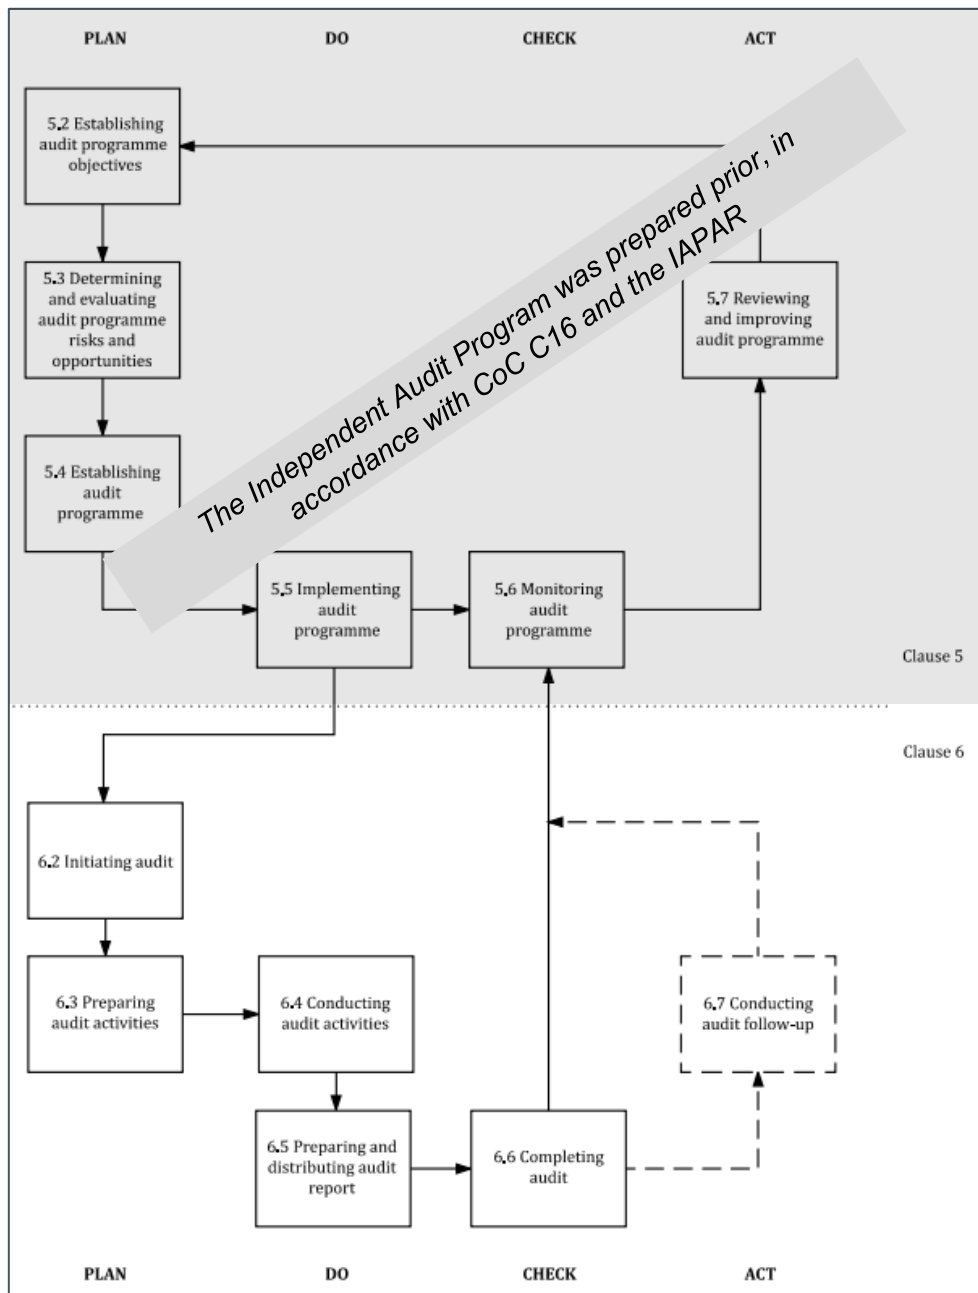 PLAN DO CHECK ACT
5.2 Establishing
audit programme
objectives
The Independent Audit Program was prepared prior, in
accordance with CoC C16 and the IAPAR
5.3 Determining
and evaluating
audit programme
risks and
opportunities
5.7 Reviewing
and improving
audit programme
5.4 Establishing
audit
programme
5.5 Implementing
audit
programme
5.6 Monitoring
audit
programme
Clause 5
Clause 6
6.2 Initiating audit
6.3 Preparing
audit activities
6.4 Conducting
audit activities
6.7 Conducting
audit follow-up
6.5 Preparing and
distributing audit
report
6.6 Completing
audit
PLAN DO CHECK ACT